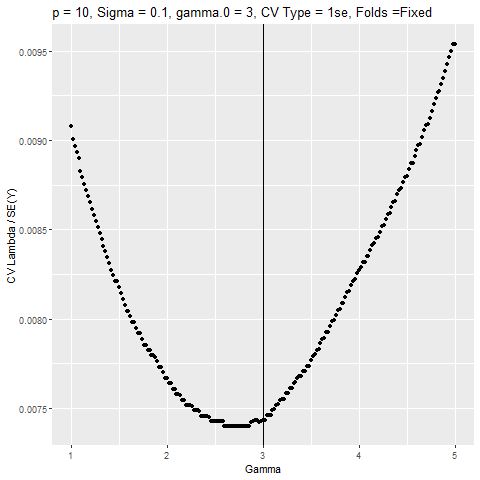 p = 10, Sigma = 0.1, gamma.0 = 3, CV Type = 1se, Folds =Fixed
0.0095
0.0090
0.0085
0.0080
0.0075
CV Lambda / SE(Y)
1 2 3 4 5
Gamma